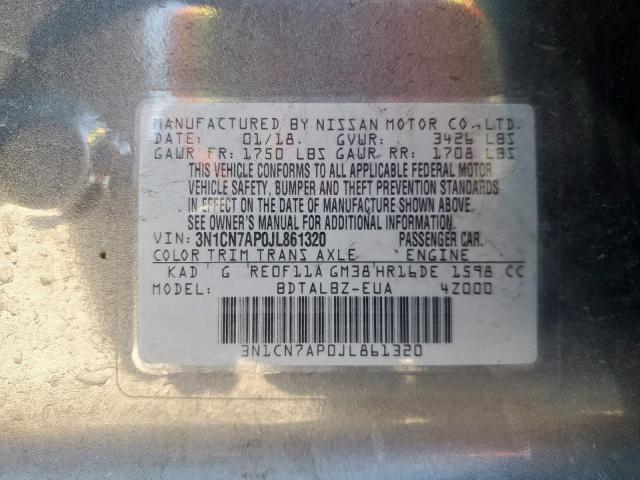 MANUFACTURED BY NISSAN MOTOR CO., LTD.
DATE: 01/18. GVWR: 3426 LBS
GAWR FR: 1750 LBS GAWR RR: 1708 LBS
THIS VEHICLE CONFORMS TO ALL APPLICABLE FEDERAL MOTOR
VEHICLE SAFETY, BUMPER AND THEFT PREVENTION STANDARDS
IN EFFECT ON THE DATE OF MANUFACTURE SHOWN ABOVE.
SEE OWNER'S MANUAL FOR ADDITIONAL INFORMATION.
VIN: 3N1CN7AP0JL861320 PASSENGER CAR.
COLOR TRIM TRANS AXLE ENGINE
KAD G RE0F11A GM38 HR16DE 1598 CC
MODEL: BDTALBZ-EUA 4Z000
3N1CN7AP0JL861320